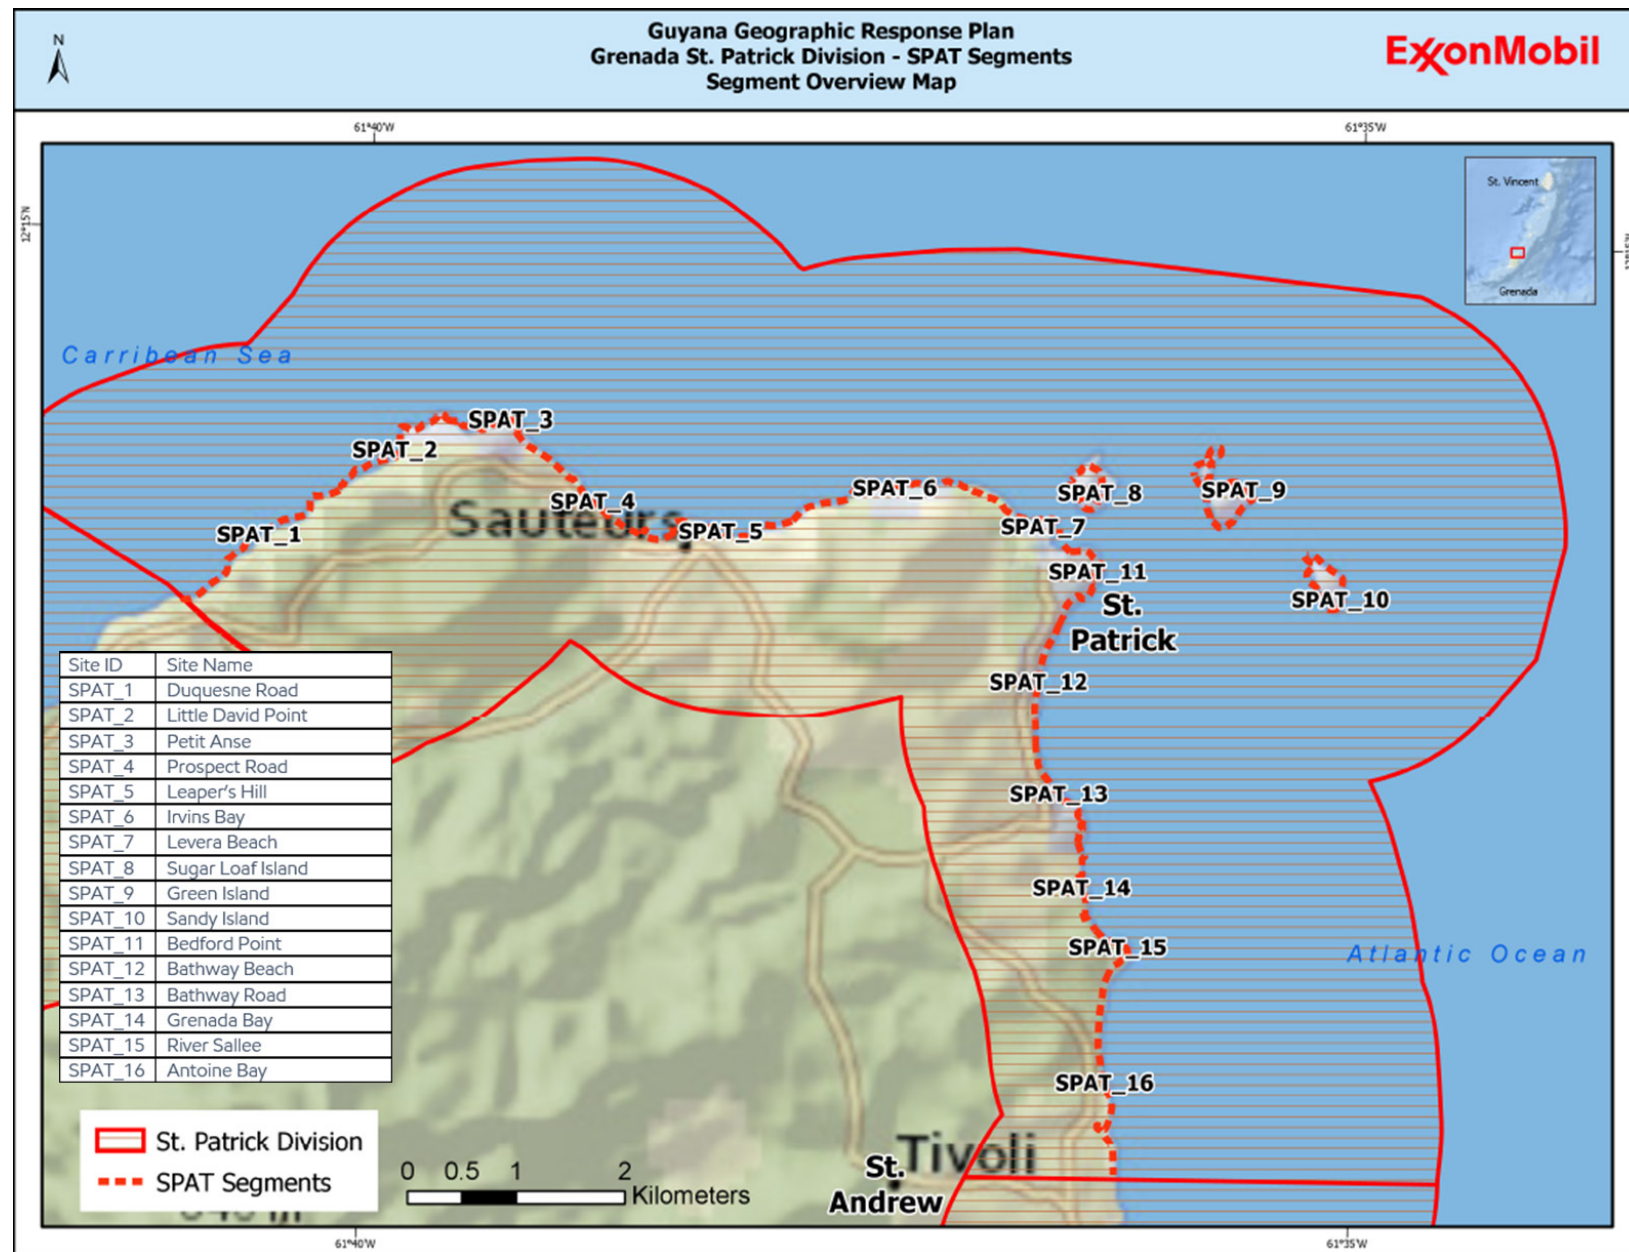 N
Guyana Geographic Response Plan
Grenada St. Patrick Division - SPAT Segments
Segment Overview Map
ExxonMobil
61°40'W
61°35'W
12°15'N
St. Vincent
Grenada
Carribean Sea
SPAT_3
SPAT_2
SPAT_6
SPAT_8
SPAT_9
SPAT_4
Sauteurs
SPAT_1
SPAT_5
SPAT_7
SPAT_11
SPAT_10
St.
Patrick
SPAT_12
Site ID Site Name
SPAT_1 Duquesne Road
SPAT_2 Little David Point
SPAT_3 Petit Anse
SPAT_4 Prospect Road
SPAT_5 Leaper's Hill
SPAT_6 Irvins Bay
SPAT_7 Levera Beach
SPAT_8 Sugar Loaf Island
SPAT_9 Green Island
SPAT_10 Sandy Island
SPAT_11 Bedford Point
SPAT_12 Bathway Beach
SPAT_13 Bathway Road
SPAT_14 Grenada Bay
SPAT_15 River Sallee
SPAT_16 Antoine Bay
SPAT_13
SPAT_14
SPAT_15
Atlantic Ocean
SPAT_16
St. Patrick Division
SPAT Segments
0 0.5 1 2
Kilometers
Tivoli
St.
Andrew
61°40'W
61°35'W